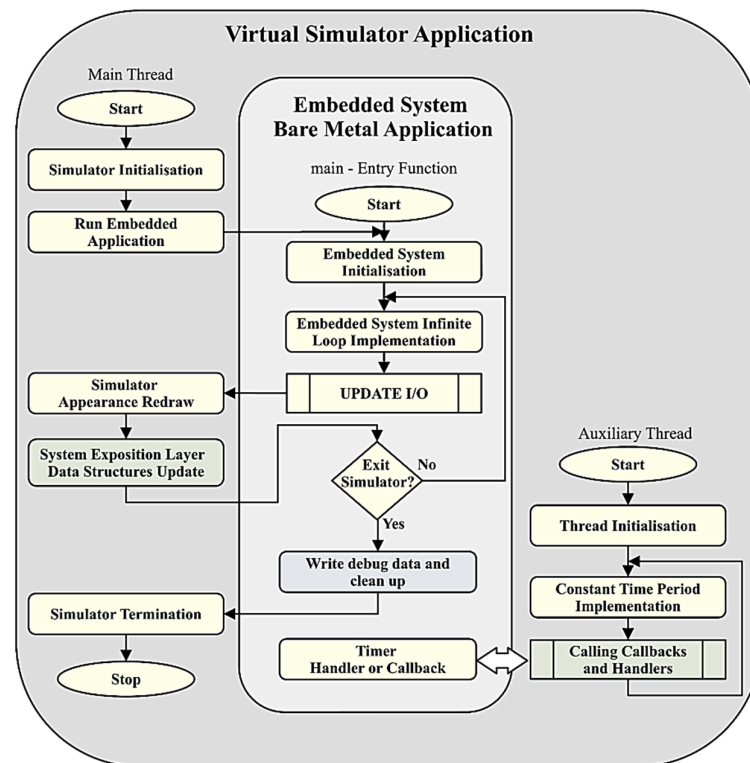 Virtual Simulator Application
Main Thread
Start
Simulator Initialisation
Run Embedded
Application
Embedded System
Bare Metal Application
main - Entry Function
Start
Embedded System
Initialisation
Embedded System Infinite
Loop Implementation
UPDATE I/O
Simulator
Appearance Redraw
System Exposition Layer
Data Structures Update
Exit
Simulator?
No
Yes
Write debug data and
clean up
Simulator Termination
Stop
Timer
Handler or Callback
Auxiliary Thread
Start
Thread Initialisation
Constant Time Period
Implementation
Calling Callbacks
and Handlers